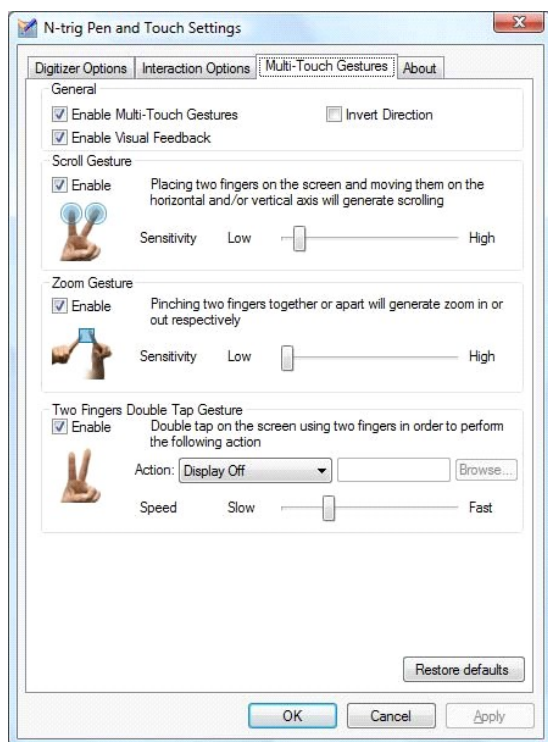 N-trig Pen and Touch Settings
Digitizer Options Interaction Options Multi-Touch Gestures About
General
Enable Multi-Touch Gestures Invert Direction
Enable Visual Feedback
Scroll Gesture
Enable Placing two fingers on the screen and moving them on the
horizontal and/or vertical axis will generate scrolling
Sensitivity Low High
Zoom Gesture
Enable Pinching two fingers together or apart will generate zoom in or
out respectively
Sensitivity Low High
Two Fingers Double Tap Gesture
Enable Double tap on the screen using two fingers in order to perform
the following action
Action: Display Off Browse...
Speed Slow Fast
Restore defaults
OK Cancel Apply